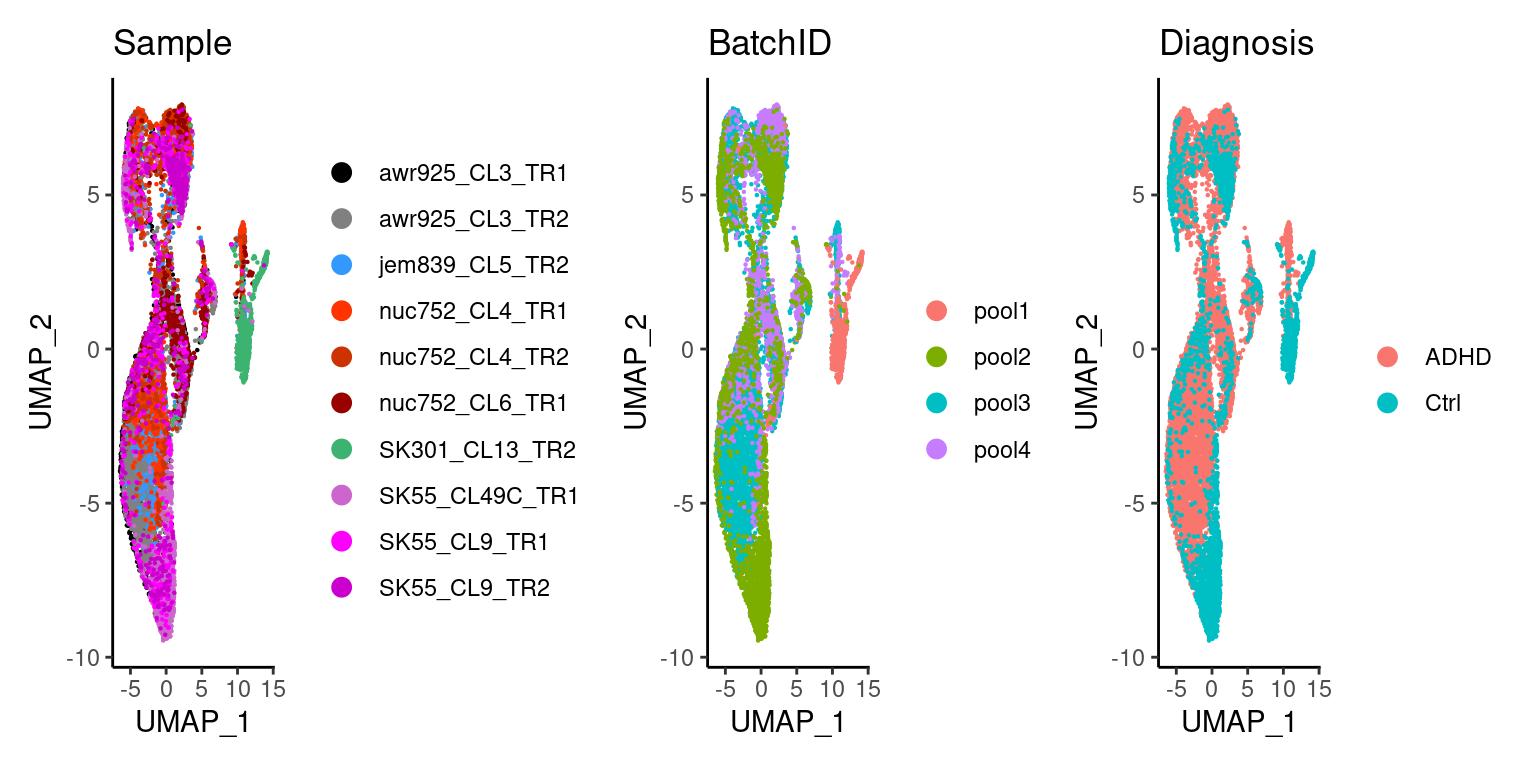 Sample
UMAP_2
5
0
-5
-10
-5 0 5 10 15
UMAP_1
awr925_CL3_TR1
awr925_CL3_TR2
jem839_CL5_TR2
nuc752_CL4_TR1
nuc752_CL4_TR2
nuc752_CL6_TR1
SK301_CL13_TR2
SK55_CL49C_TR1
SK55_CL9_TR1
SK55_CL9_TR2
BatchID
UMAP_2
5
0
-5
-10
-5 0 5 10 15
UMAP_1
pool1
pool2
pool3
pool4
Diagnosis
UMAP_2
5
0
-5
-10
-5 0 5 10 15
UMAP_1
ADHD
Ctrl